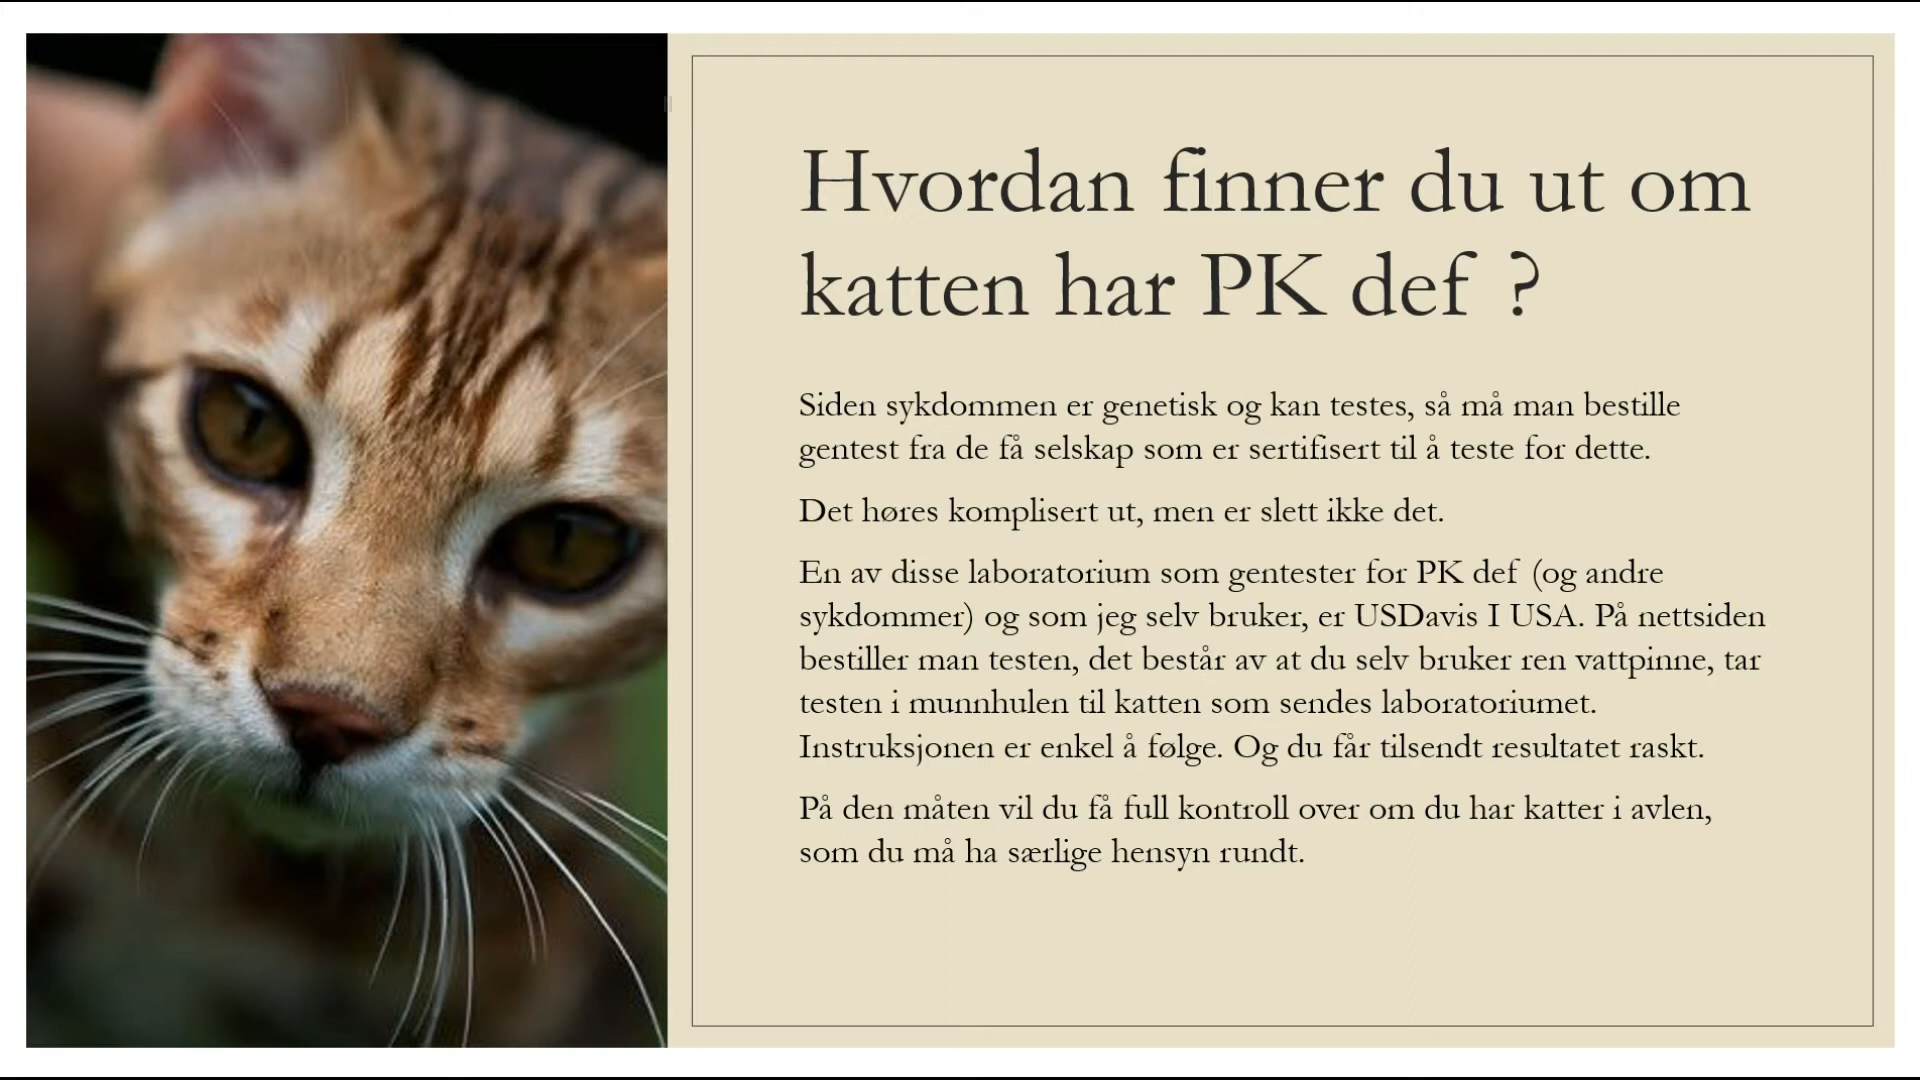 Hvordan finner du ut om
katten har PK def ?
Siden sykdommen er genetisk og kan testes, så må man bestille
gentest fra de få selskap som er sertifisert til å teste for dette.
Det høres komplisert ut, men er slett ikke det.
En av disse laboratorium som gentester for PK def (og andre
sykdommer) og som jeg selv bruker, er USDavis I USA. På nettsiden
bestiller man testen, det består av at du selv bruker ren vattpinne, tar
testen i munnhulen til katten som sendes laboratoriumet.
Instruksjonen er enkel å følge. Og du får tilsendt resultatet raskt.
På den måten vil du få full kontroll over om du har katter i avlen,
som du må ha særlige hensyn rundt.